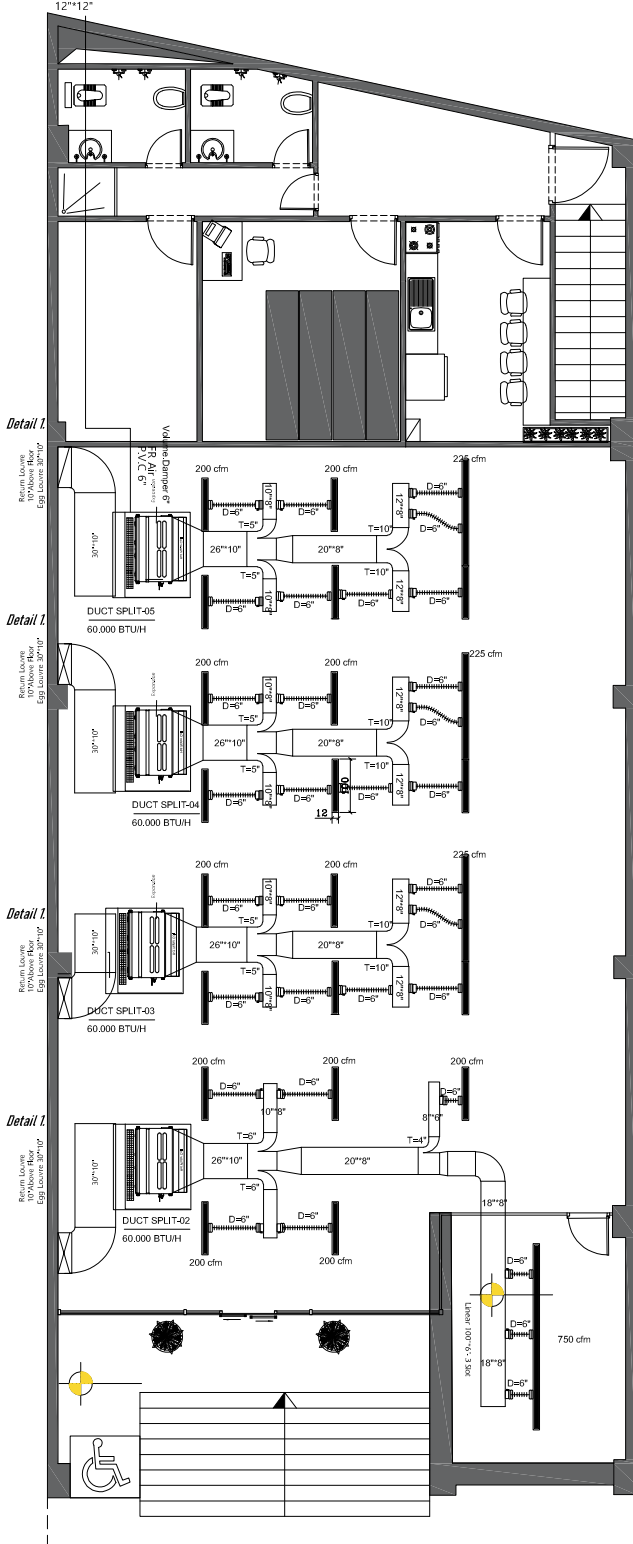 12"*12"
Detail 1.
Return Louvre
10"Above Floor
Egg Louvre 30"*10"
30"*10"
Volume.Damper 6"
FR Air
P.V.C 6"
DUCT SPLIT-05
60.000 BTU/H
200 cfm
200 cfm
225 cfm
10"*8"
D=6"
D=6"
12"*8"
D=6"
D=6"
T=5"
T=10"
26"*10"
20"*8"
T=5"
T=10"
D=6"
10"*8"
D=6"
D=6"
12"*8"
D=6"
Detail 1.
Return Louvre
10"Above Floor
Egg Louvre 30"*10"
30"*10"
DUCT SPLIT-04
60.000 BTU/H
200 cfm
200 cfm
225 cfm
10"*8"
D=6"
D=6"
12"*8"
D=6"
D=6"
T=5"
T=10"
26"*10"
20"*8"
T=5"
T=10"
100
12
D=6"
10"*8"
D=6"
D=6"
12"*8"
D=6"
Detail 1.
Return Louvre
10"Above Floor
Egg Louvre 30"*10"
30"*10"
DUCT SPLIT-03
60.000 BTU/H
200 cfm
200 cfm
225 cfm
10"*8"
D=6"
D=6"
12"*8"
D=6"
D=6"
T=5"
T=10"
26"*10"
20"*8"
T=5"
T=10"
D=6"
10"*8"
D=6"
D=6"
12"*8"
D=6"
Detail 1.
Return Louvre
10"Above Floor
Egg Louvre 30"*10"
30"*10"
DUCT SPLIT-02
60.000 BTU/H
200 cfm
200 cfm
200 cfm
D=6"
D=6"
D=6"
10"*8"
8"*6"
T=6"
T=4"
26"*10"
20"*8"
T=6"
18"*8"
D=6"
D=6"
200 cfm
200 cfm
D=6"
Linear 100"*6"- 3 Slot
D=6"
750 cfm
18"*8"
D=6"